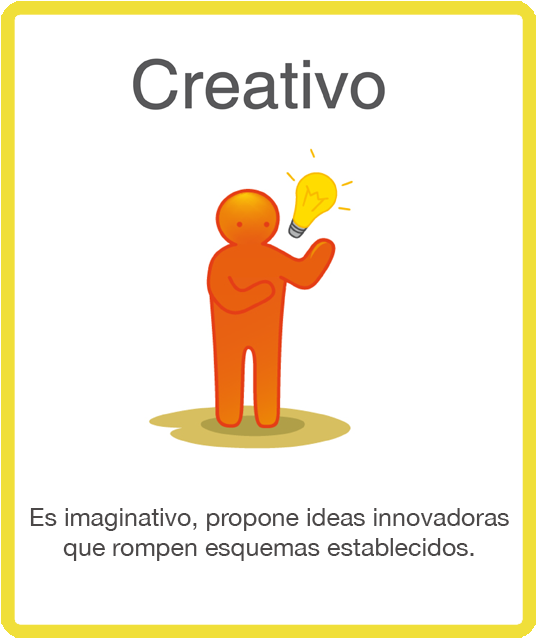 Creativo
Es imaginativo, propone ideas innovadoras
que rompen esquemas establecidos.